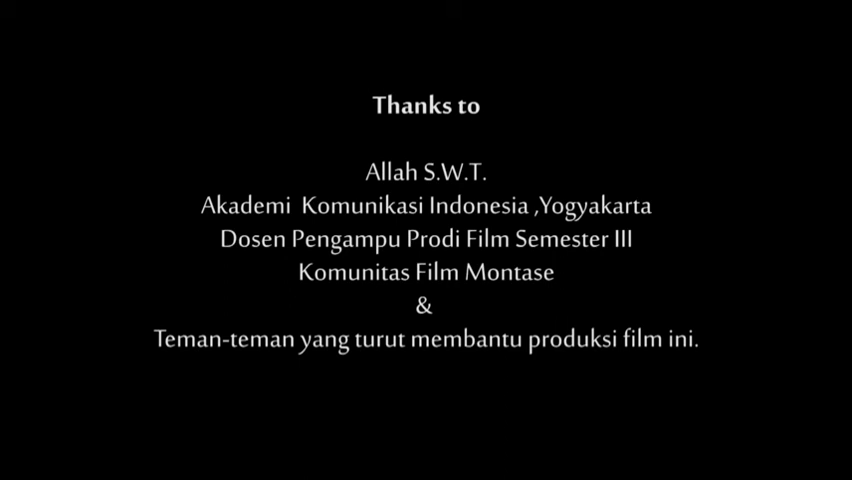 Thanks to
Allah S.W.T.
Akademi  Komunikasi Indonesia ,Yogyakarta
Dosen Pengampu Prodi Film Semester III
Komunitas Film Montase
&
Teman-teman yang turut membantu produksi film ini.